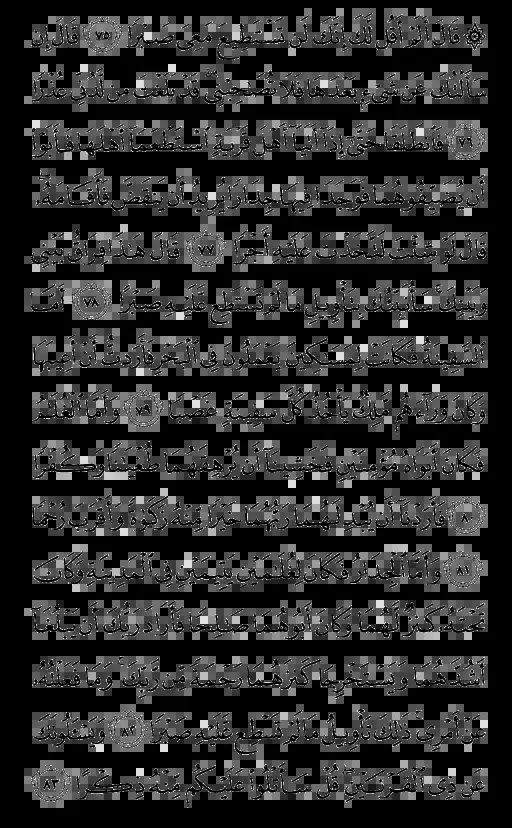 ۞ قَالَ أَلَمْ أَقُل لَّكَ إِنَّكَ لَن تَسْتَطِيعَ مَعِيَ صَبْرًا ٧٥ قَالَ إِن
سَأَلْتُكَ عَن شَيْءٍ بَعْدَهَا فَلَا تُصَاحِبْنِي قَدْ بَلَغْتَ مِن لَّدُنِّي عُذْرًا
٧٦ فَانطَلَقَا حَتَّىٰ إِذَا أَتَيَا أَهْلَ قَرْيَةٍ اسْتَطْعَمَا أَهْلَهَا فَأَبَوْا
أَن يُضَيِّفُوهُمَا فَوَجَدَا فِيهَا جِدَارًا يُرِيدُ أَن يَنقَضَّ فَأَقَامَهُ
قَالَ لَوْ شِئْتَ لَتَّخَذْتَ عَلَيْهِ أَجْرًا ٧٧ قَالَ هَٰذَا فِرَاقُ بَيْنِي
وَبَيْنِكَ سَأُنَبِّئُكَ بِتَأْوِيلِ مَا لَمْ تَسْتَطِع عَّلَيْهِ صَبْرًا ٧٨ أَمَّا
السَّفِينَةُ فَكَانَتْ لِمَسَاكِينَ يَعْمَلُونَ فِي الْبَحْرِ فَأَرَدتُّ أَنْ أَعِيبَهَا
وَكَانَ وَرَاءَهُم مَّلِكٌ يَأْخُذُ كُلَّ سَفِينَةٍ غَصْبًا ٧٩ وَأَمَّا الْغُلَامُ
فَكَانَ أَبَوَاهُ مُؤْمِنَيْنِ فَخَشِينَا أَن يُرْهِقَهُمَا طُغْيَانًا وَكُفْرًا
٨٠ فَأَرَدْنَا أَن يُبْدِلَهُمَا رَبُّهُمَا خَيْرًا مِّنْهُ زَكَاةً وَأَقْرَبَ رُحْمًا
٨١ وَأَمَّا الْجِدَارُ فَكَانَ لِغُلَامَيْنِ يَتِيمَيْنِ فِي الْمَدِينَةِ وَكَانَ
تَحْتَهُ كَنزٌ لَّهُمَا وَكَانَ أَبُوهُمَا صَالِحًا فَأَرَادَ رَبُّكَ أَن يَبْلُغَا
أَشُدَّهُمَا وَيَسْتَخْرِجَا كَنزَهُمَا رَحْمَةً مِّن رَّبِّكَ وَمَا فَعَلْتُهُ
عَنْ أَمْرِي ذَٰلِكَ تَأْوِيلُ مَا لَمْ تَسْطِع عَّلَيْهِ صَبْرًا ٨٢ وَيَسْأَلُونَكَ
عَن ذِي الْقَرْنَيْنِ قُلْ سَأَتْلُو عَلَيْكُم مِّنْهُ ذِكْرًا ٨٣